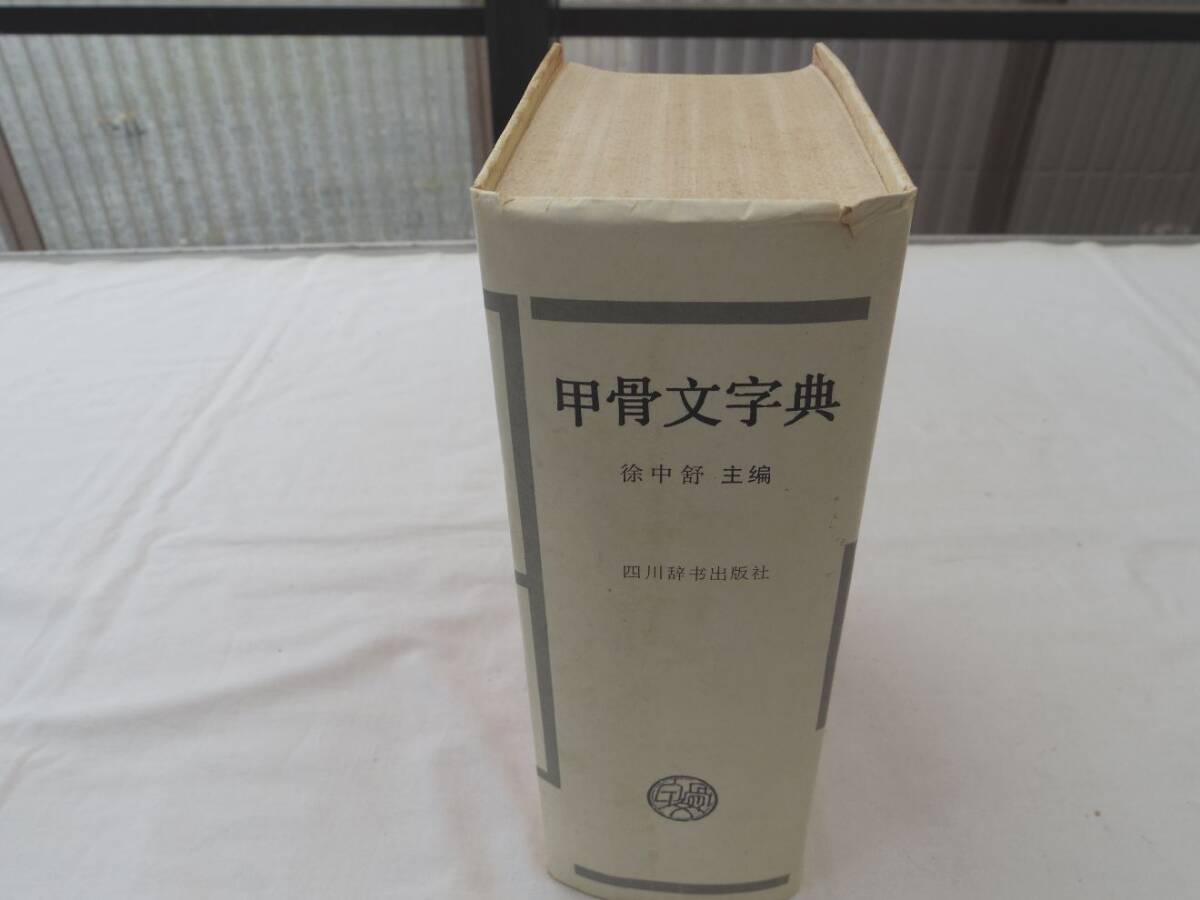 甲骨文字典
徐中舒 主编
四川辞书出版社